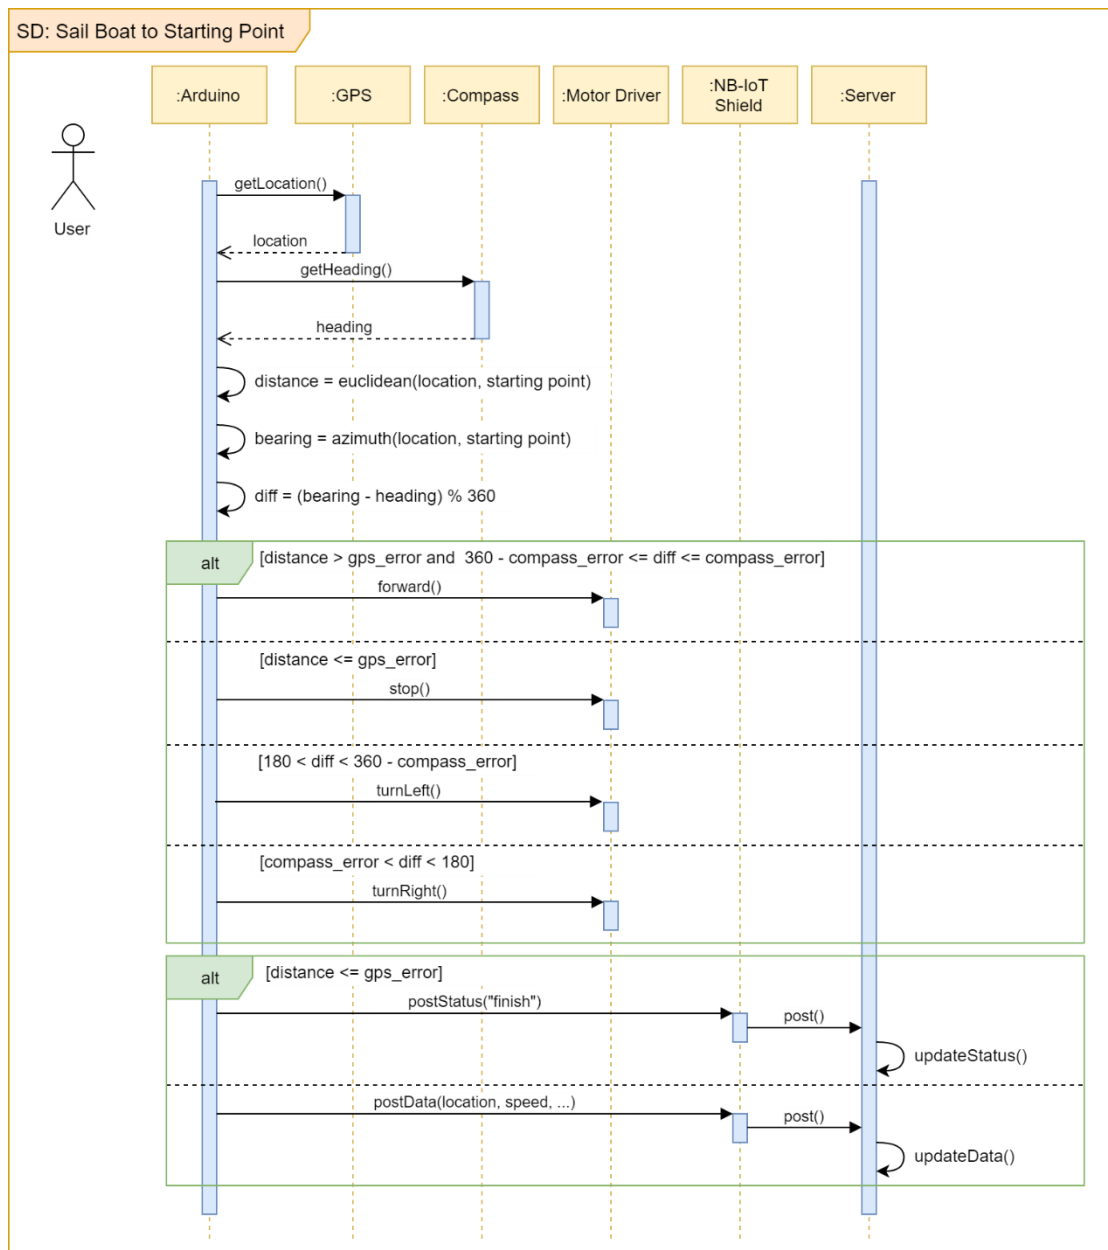 SD: Sail Boat to Starting Point
:Arduino
:GPS
:Compass
:Motor Driver
:NB-IoT
Shield
:Server
User
getLocation()
location
getHeading()
heading
distance = euclidean(location, starting point)
bearing = azimuth(location, starting point)
diff = (bearing - heading) % 360
alt
[distance > gps_error and  360 - compass_error <= diff <= compass_error]
forward()
[distance <= gps_error]
stop()
[180 < diff < 360 - compass_error]
turnLeft()
[compass_error < diff < 180]
turnRight()
alt
[distance <= gps_error]
postStatus("finish")
post()
updateStatus()
postData(location, speed, ...)
post()
updateData()